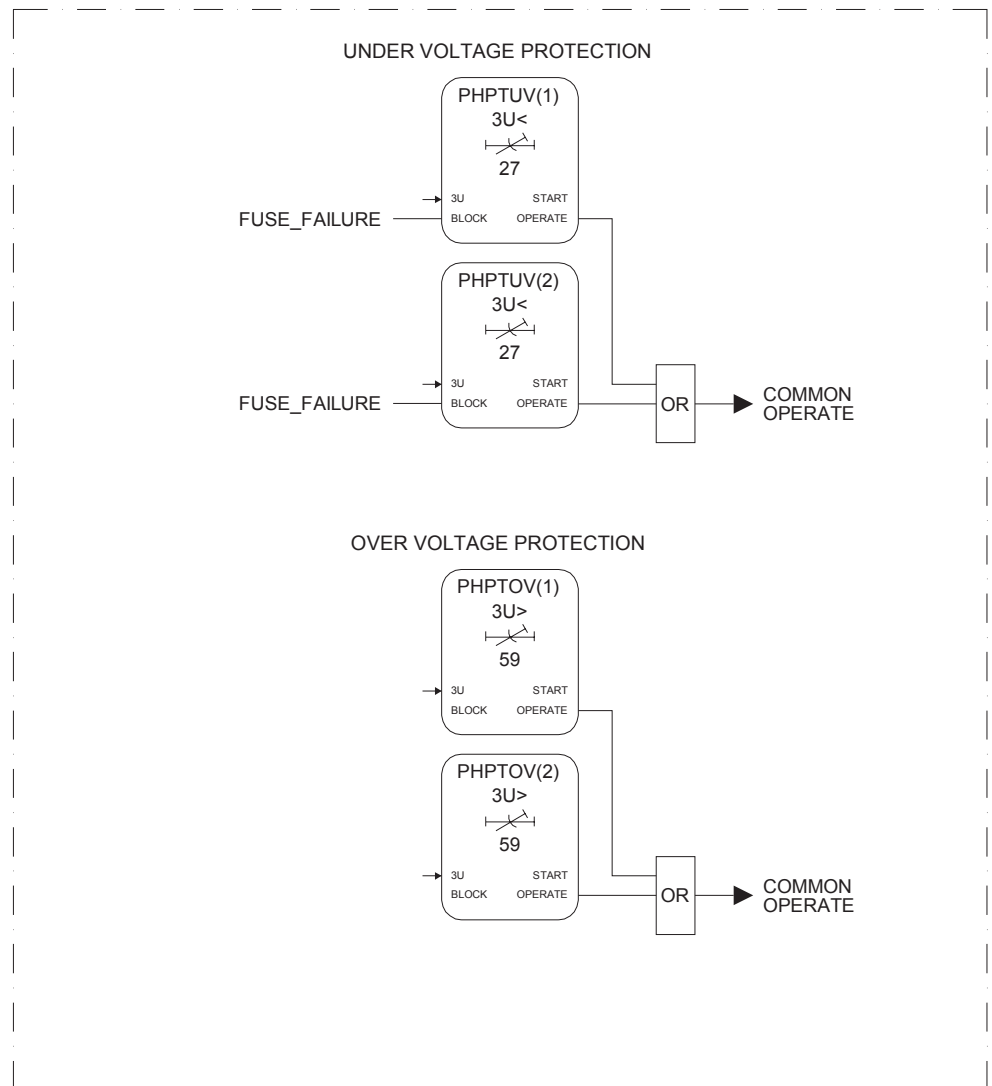 UNDER VOLTAGE PROTECTION
PHPTUV(1)
3U<
27
3U START
FUSE_FAILURE BLOCK OPERATE
PHPTUV(2)
3U<
27
3U START
FUSE_FAILURE BLOCK OPERATE
OR
COMMON
OPERATE
OVER VOLTAGE PROTECTION
PHPTOV(1)
3U>
59
3U START
BLOCK OPERATE
PHPTOV(2)
3U>
59
3U START
BLOCK OPERATE
OR
COMMON
OPERATE